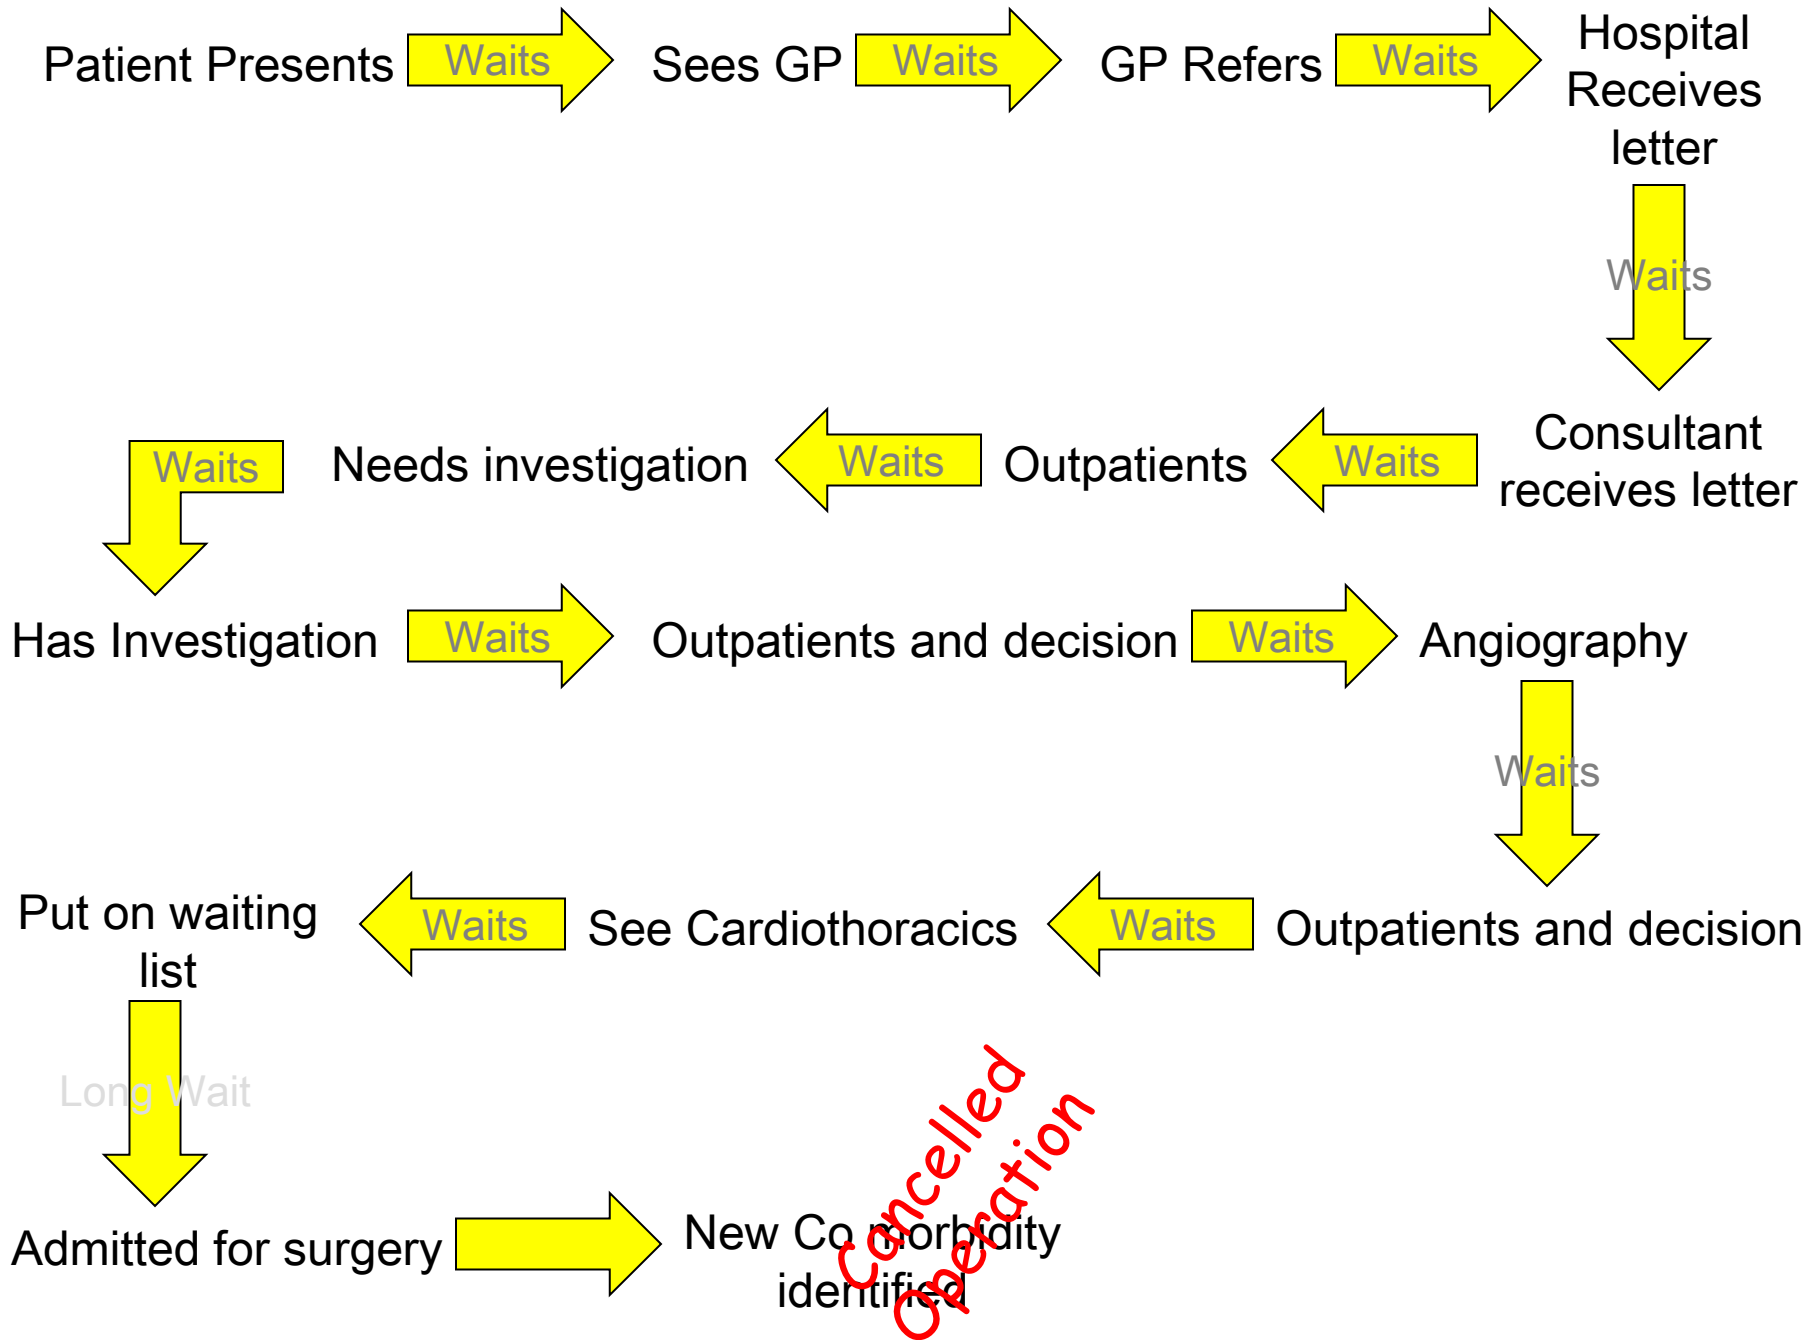 Patient Presents
Waits
Sees GP
Waits
GP Refers
Waits
Hospital
Receives
letter
Waits
Consultant
receives letter
Waits
Outpatients
Waits
Needs investigation
Waits
Has Investigation
Waits
Outpatients and decision
Waits
Angiography
Waits
Outpatients and decision
Waits
See Cardiothoracics
Waits
Put on waiting
list
Long Wait
Admitted for surgery
New Co morbidity
identified
Cancelled
Operation